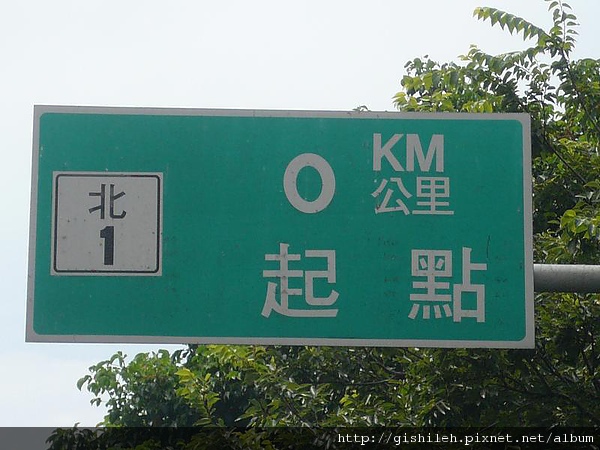 北
1
0 KM
公里
起點
http://gishileh.pixnet.net/album